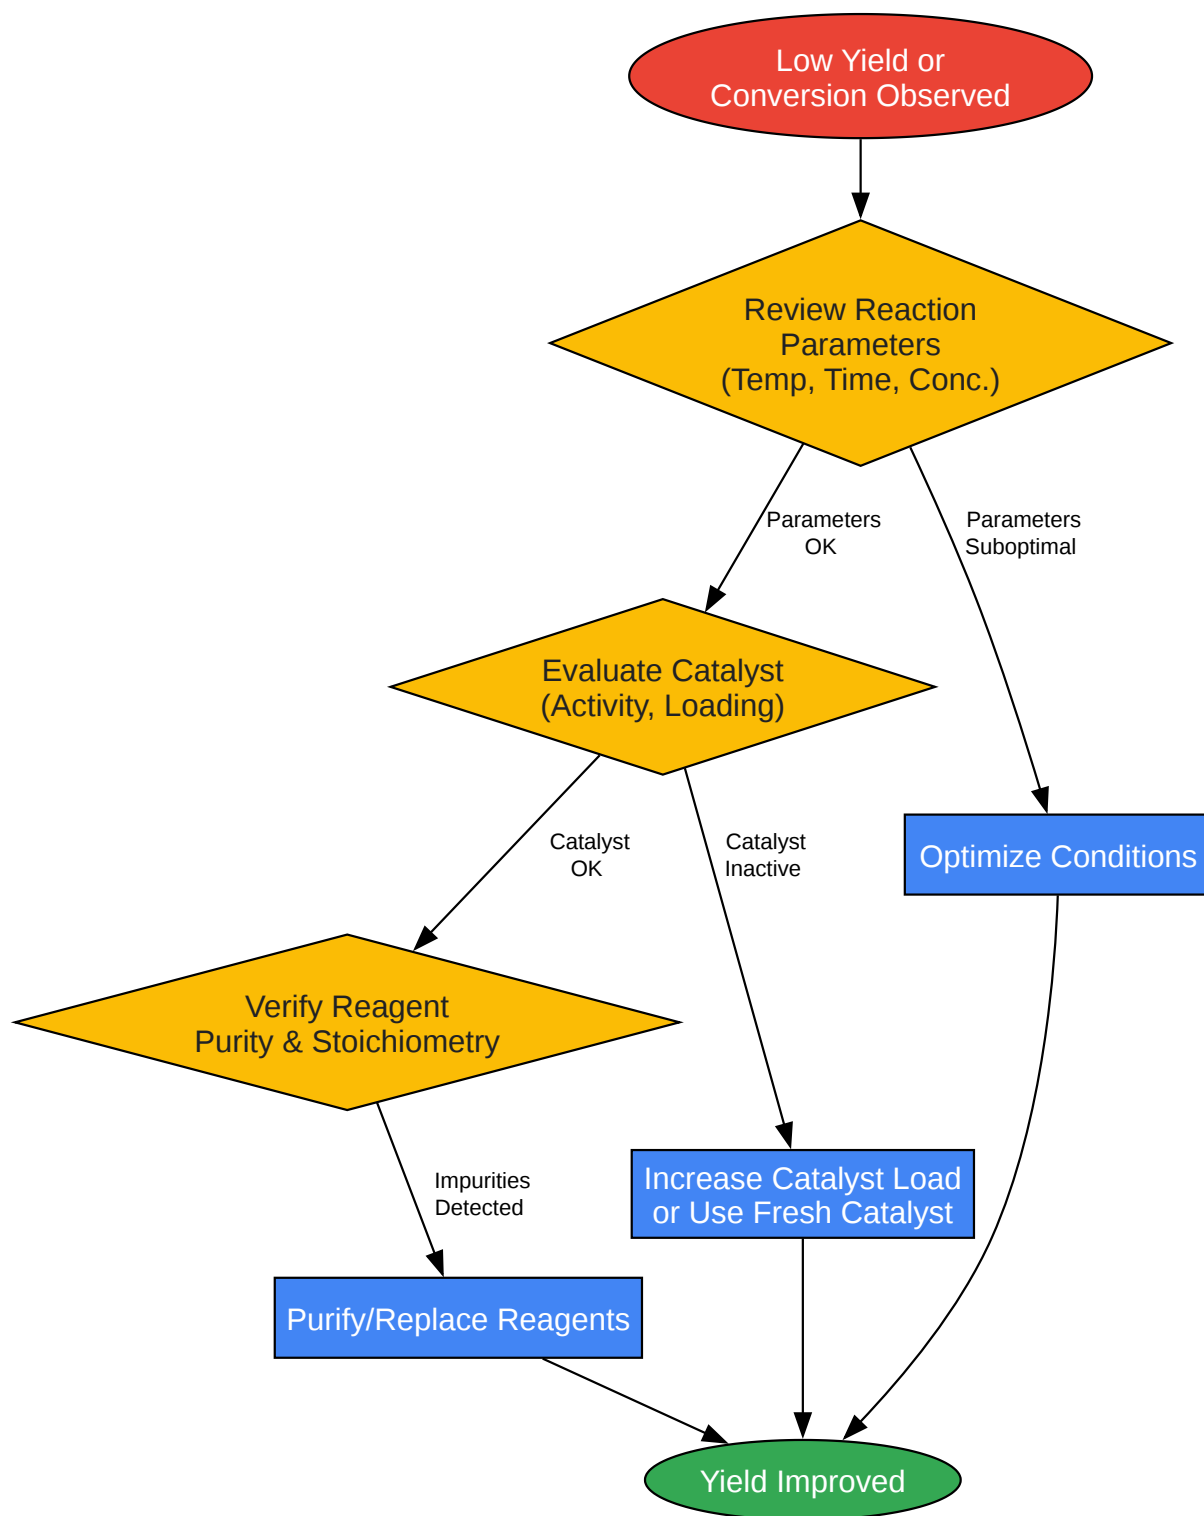 Low Yield or
Conversion Observed
Review Reaction
Parameters
(Temp, Time, Conc.)
Parameters
OK
Parameters
Suboptimal
Evaluate Catalyst
(Activity, Loading)
Catalyst
OK
Catalyst
Inactive
Optimize Conditions
Verify Reagent
Purity & Stoichiometry
Impurities
Detected
Increase Catalyst Load
or Use Fresh Catalyst
Purify/Replace Reagents
Yield Improved